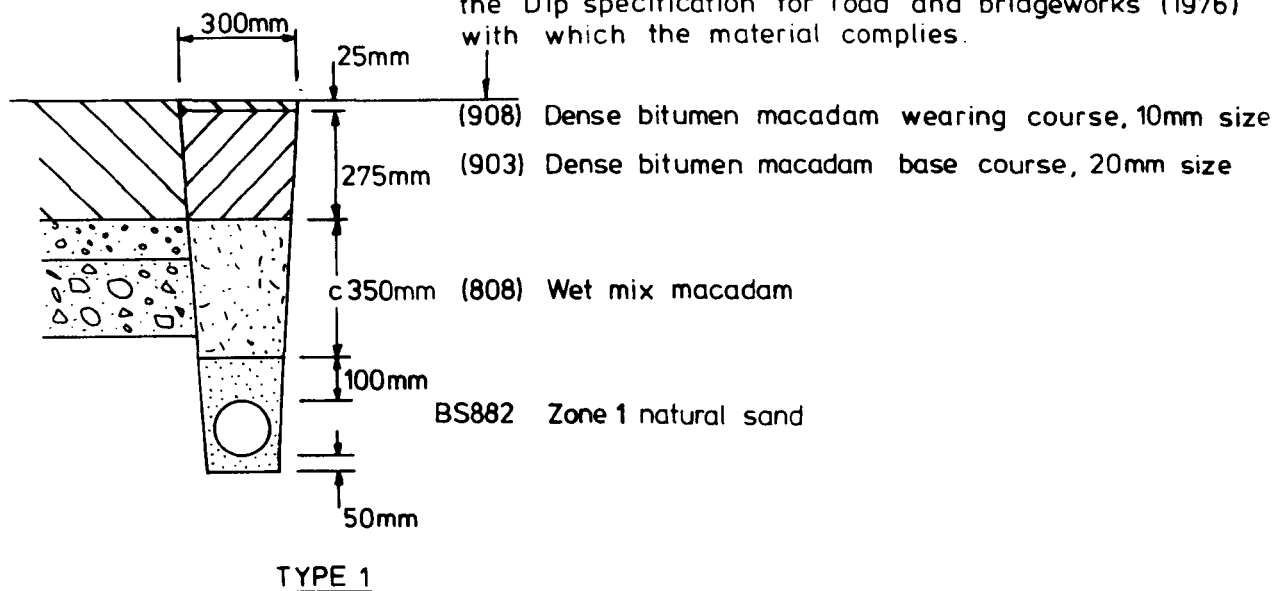 the DTp specification for road and bridgeworks (1976)
with which the material complies.
300mm
25mm
(908) Dense bitumen macadam wearing course, 10mm size
275mm
(903) Dense bitumen macadam base course, 20mm size
c350mm
(808) Wet mix macadam
100mm
BS882 Zone 1 natural sand
50mm
TYPE 1